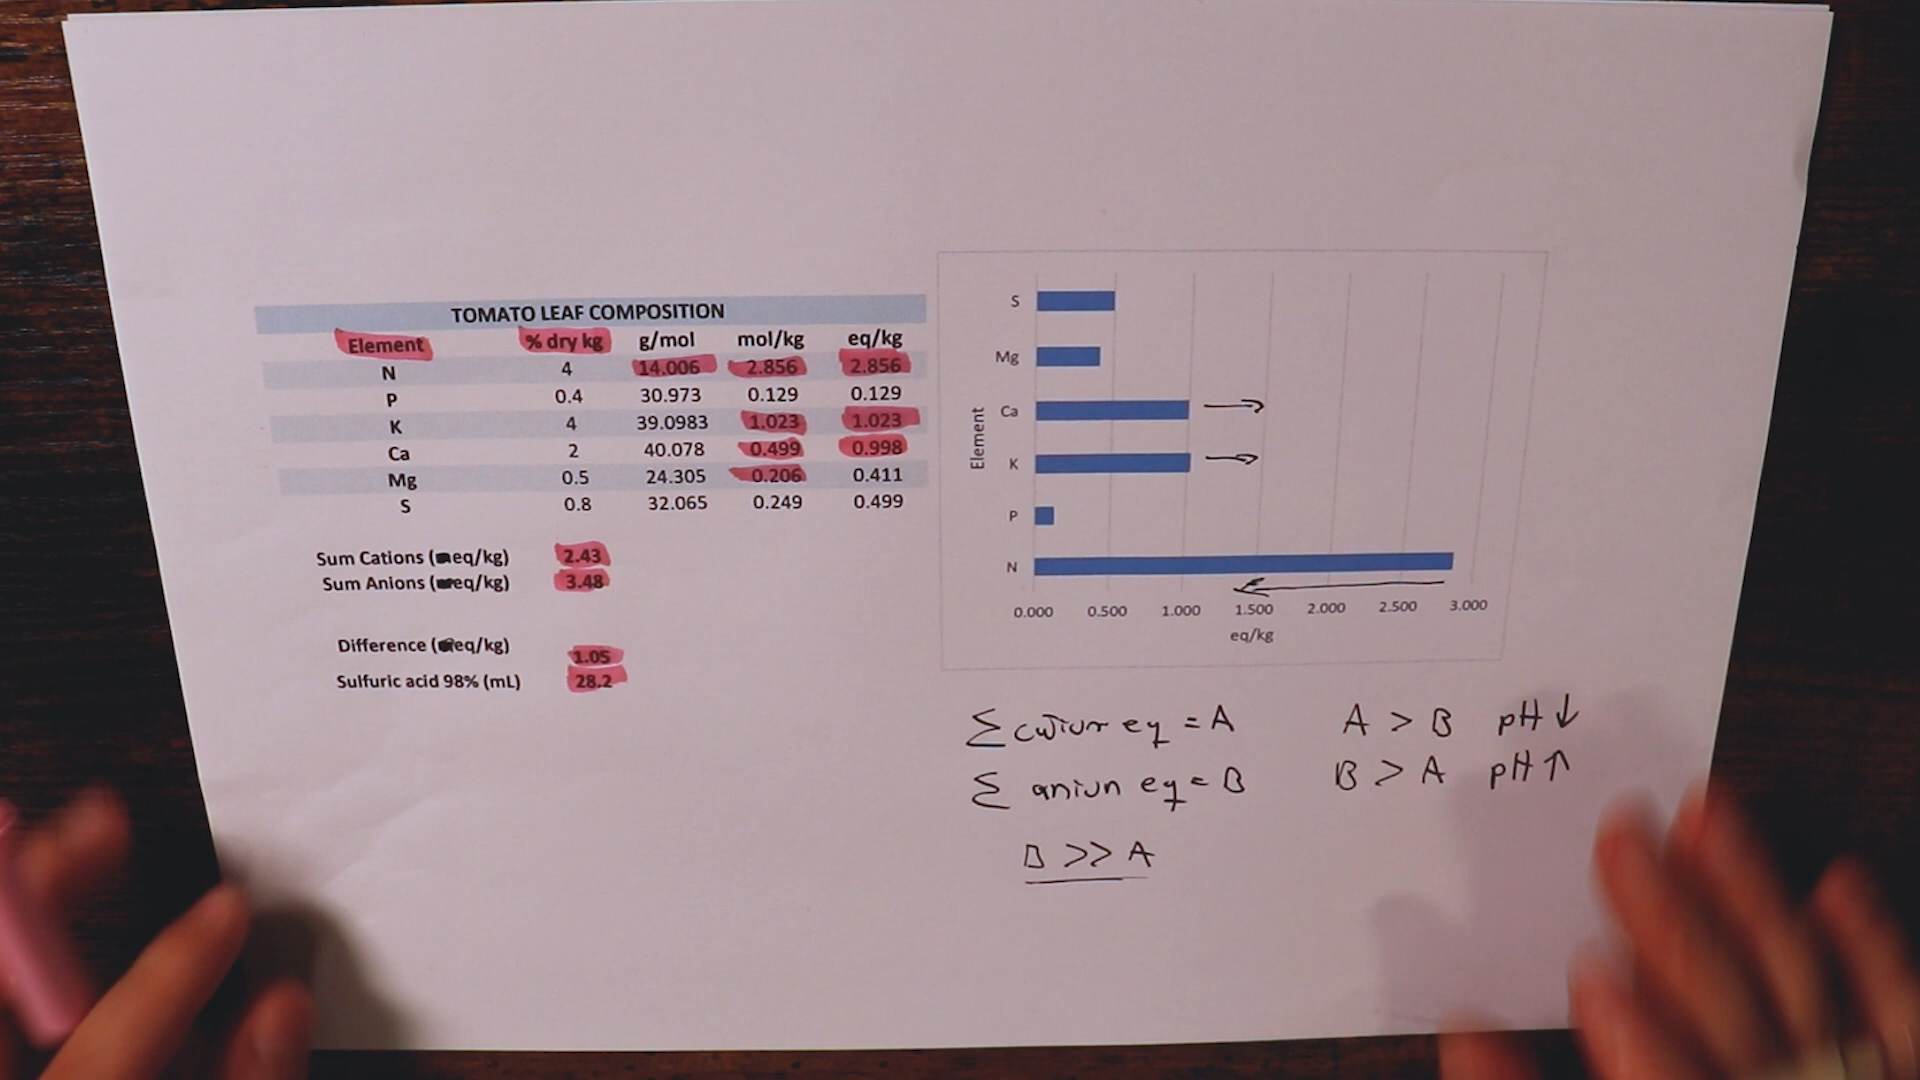 TOMATO LEAF COMPOSITION
Element % dry kg g/mol mol/kg eq/kg
N 4 14.006 2.856 2.856
P 0.4 30.973 0.129 0.129
K 4 39.0983 1.023 1.023
Ca 2 40.078 0.499 0.998
Mg 0.5 24.305 0.206 0.411
S 0.8 32.065 0.249 0.499
Sum Cations (eq/kg) 2.43
Sum Anions (eq/kg) 3.48
Difference (eq/kg) 1.05
Sulfuric acid 98% (mL) 28.2
Element
S
Mg
Ca →
K →
P
N
←
0.000 0.500 1.000 1.500 2.000 2.500 3.000
eq/kg
Σ cation eq = A A > B pH ↓
Σ anion eq = B B > A pH ↑
B >> A